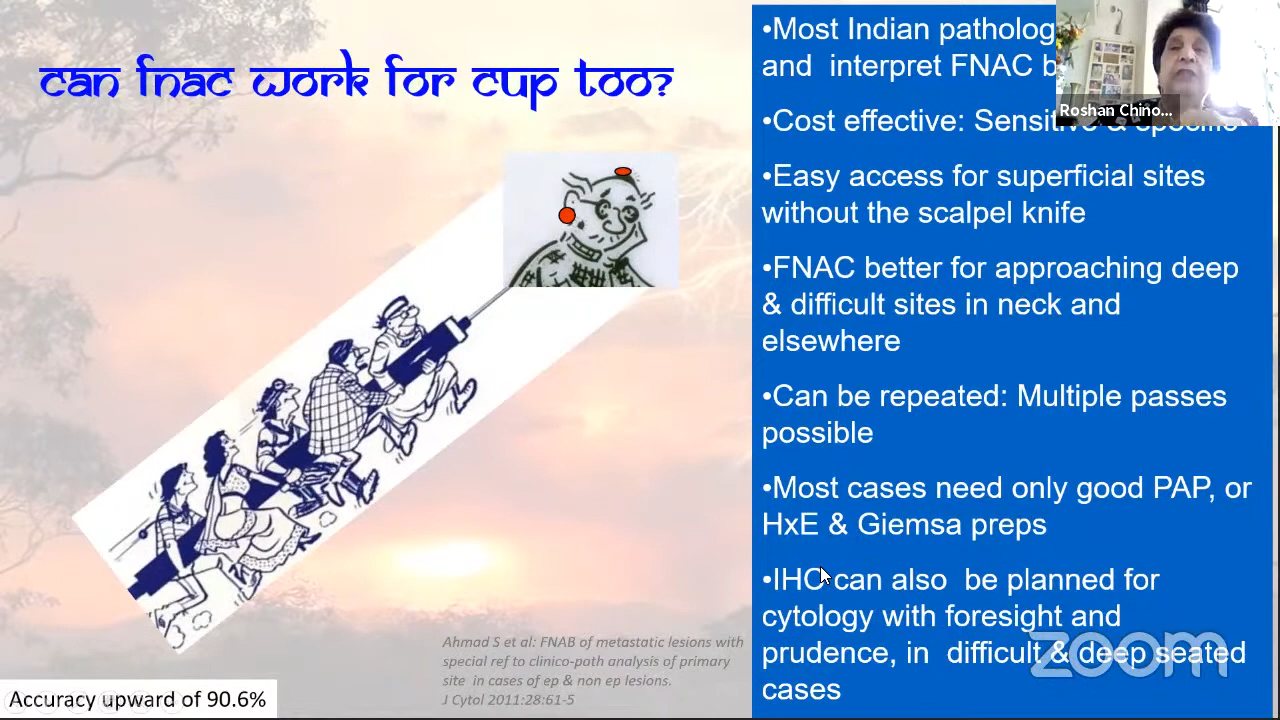 can fnac work for cup too?
•Most Indian patholog
and interpret FNAC b
•Cost effective: Sensitive & specific
•Easy access for superficial sites
without the scalpel knife
•FNAC better for approaching deep
& difficult sites in neck and
elsewhere
•Can be repeated: Multiple passes
possible
•Most cases need only good PAP, or
HxE & Giemsa preps
•IHC can also be planned for
cytology with foresight and
prudence, in difficult & deep seated
cases
Roshan Chino...
Ahmad S et al: FNAB of metastatic lesions with
special ref to clinico-path analysis of primary
site in cases of ep & non ep lesions.
J Cytol 2011:28:61-5
Accuracy upward of 90.6%
zoom